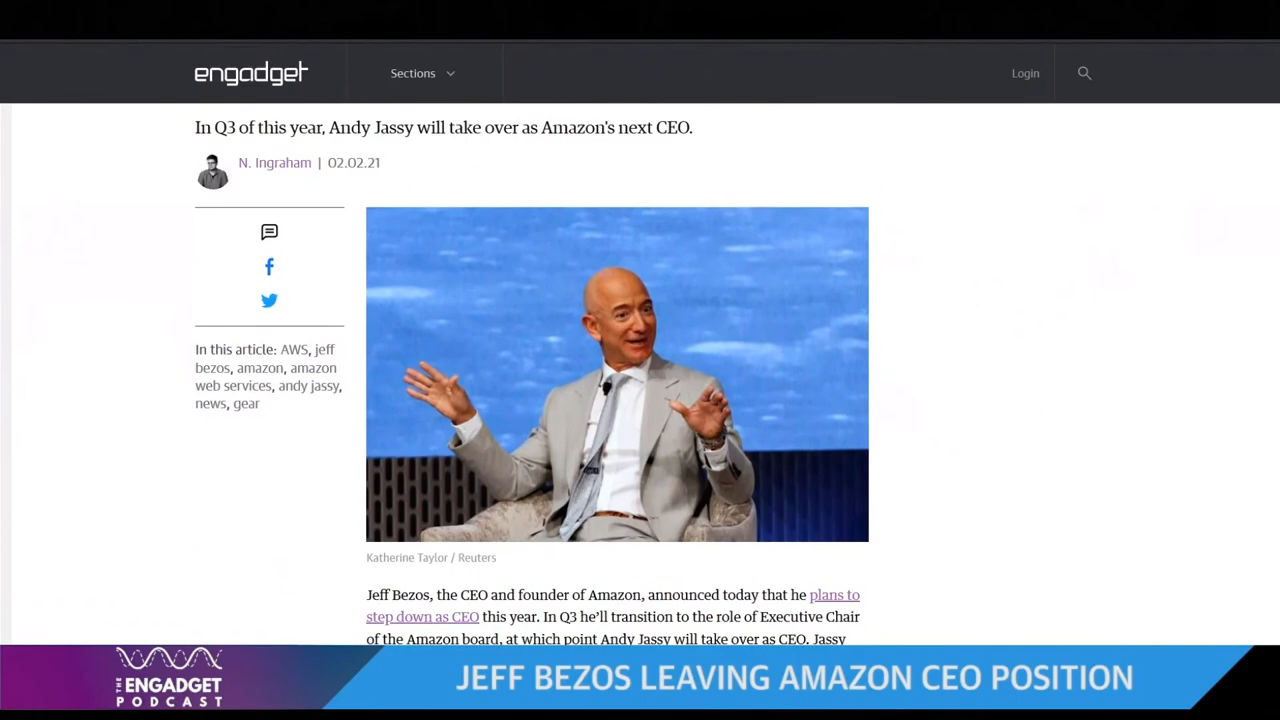 engadget
Sections
Login
In Q3 of this year, Andy Jassy will take over as Amazon's next CEO.
N. Ingraham | 02.02.21
In this article: AWS, jeff
bezos, amazon, amazon
web services, andy jassy,
news, gear
Katherine Taylor / Reuters
Jeff Bezos, the CEO and founder of Amazon, announced today that he plans to
step down as CEO this year. In Q3 he'll transition to the role of Executive Chair
of the Amazon board, at which point Andy Jassy will take over as CEO. Jassy
THE
ENGADGET
PODCAST
JEFF BEZOS LEAVING AMAZON CEO POSITION